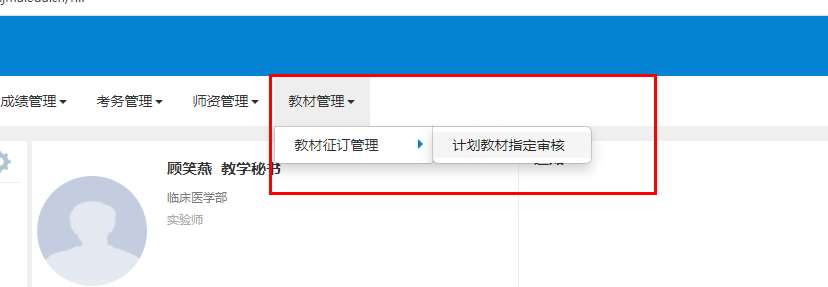 成绩管理 考务管理 师资管理 教材管理
教材征订管理 计划教材指定审核
顾笑燕 教学秘书
临床医学部
实验师